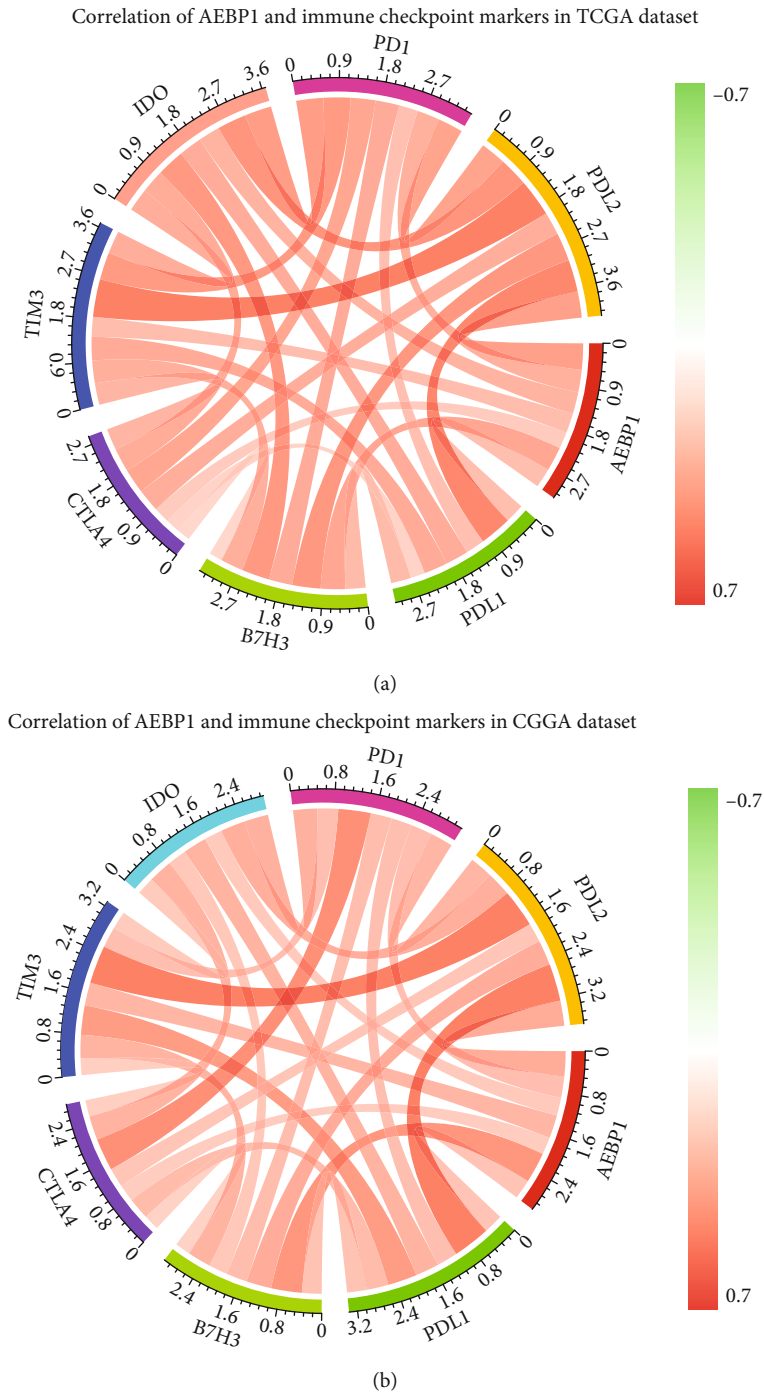 Correlation of AEBP1 and immune checkpoint markers in TCGA dataset
PD1
0 0.9 1.8 2.7
PDL2
0 0.9 1.8 2.7 3.6
AEBP1
0 0.9 1.8 2.7
PDL1
0 0.9 1.8 2.7
B7H3
0 0.9 1.8 2.7
CTLA4
0 0.9 1.8 2.7
TIM3
0 0.9 1.8 2.7 3.6
IDO
0 0.9 1.8 2.7 3.6
−0.7
0.7
(a)
Correlation of AEBP1 and immune checkpoint markers in CGGA dataset
PD1
0 0.8 1.6 2.4
PDL2
0 0.8 1.6 2.4 3.2
AEBP1
0 0.8 1.6 2.4
PDL1
0 0.8 1.6 2.4 3.2
B7H3
0 0.8 1.6 2.4
CTLA4
0 0.8 1.6 2.4
TIM3
0 0.8 1.6 2.4 3.2
IDO
0 0.8 1.6 2.4
−0.7
0.7
(b)